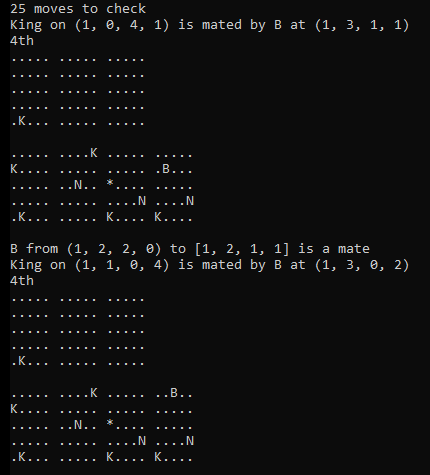 25 moves to check
King on (1, 0, 4, 1) is mated by B at (1, 3, 1, 1)
4th
..... ..... .....
..... ..... .....
..... ..... .....
..... ..... .....
.K... ..... .....
..... ....K ..... .....
K.... ..... ..... .B...
..... ..N.. *.... .....
..... ..... ....N ....N
.K... ..... K.... K....
B from (1, 2, 2, 0) to [1, 2, 1, 1] is a mate
King on (1, 1, 0, 4) is mated by B at (1, 3, 0, 2)
4th
..... ..... .....
..... ..... .....
..... ..... .....
..... ..... .....
.K... ..... .....
..... ....K ..... ..B..
K.... ..... ..... .....
..... ..N.. *.... .....
..... ..... ....N ....N
.K... ..... K.... K....